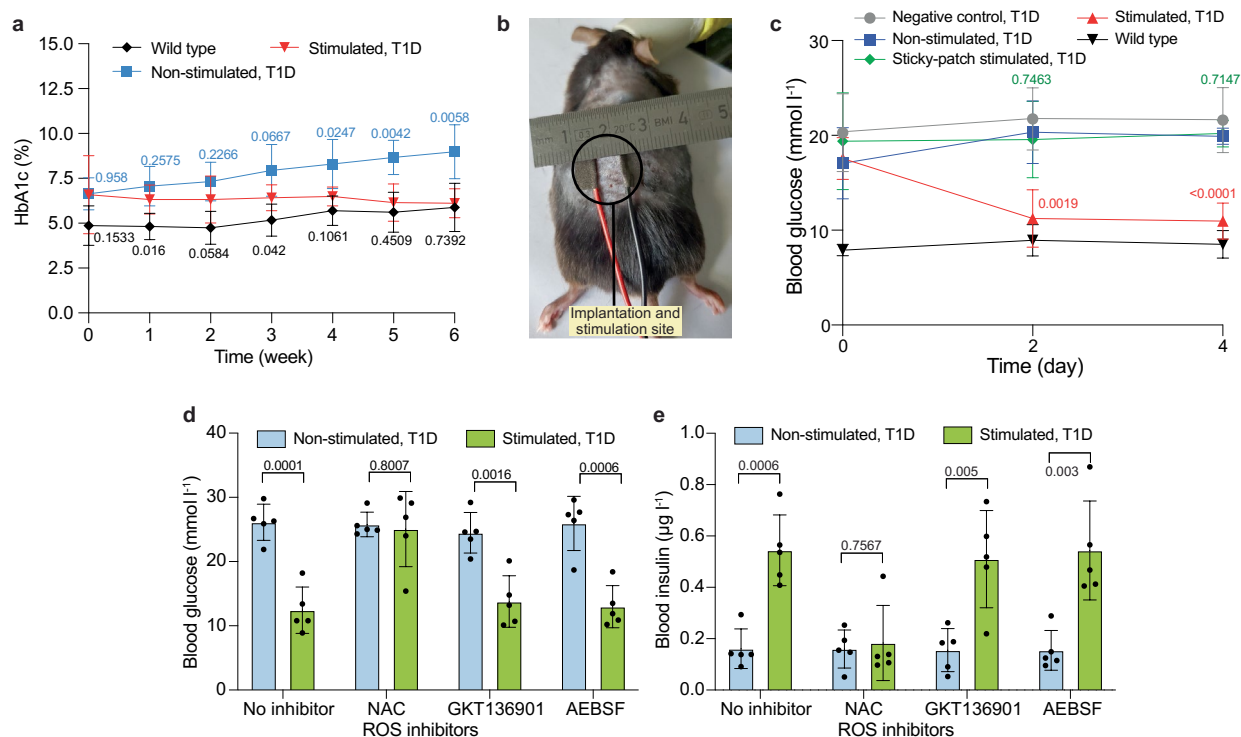 a
15.0
12.5
10.0
7.5
5.0
2.5
0.0
HbA1c (%)
Wild type
Stimulated, T1D
Non-stimulated, T1D
0.958
0.2575
0.2266
0.0667
0.0247
0.0042
0.0058
0.1533
0.016
0.0584
0.042
0.1061
0.4509
0.7392
0 1 2 3 4 5 6
Time (week)
b
1 2 3 BMI 4 5
Implantation and
stimulation site
c
Negative control, T1D
Stimulated, T1D
Non-stimulated, T1D
Wild type
Sticky-patch stimulated, T1D
30
20
10
0
Blood glucose (mmol l-1)
0.7463
0.7147
0.0019
<0.0001
0 2 4
Time (day)
d
Non-stimulated, T1D
Stimulated, T1D
40
30
20
10
0
Blood glucose (mmol l-1)
0.0001
0.8007
0.0016
0.0006
No inhibitor NAC GKT136901 AEBSF
ROS inhibitors
e
Non-stimulated, T1D
Stimulated, T1D
1.0
0.8
0.6
0.4
0.2
0.0
Blood insulin (µg l-1)
0.0006
0.7567
0.005
0.003
No inhibitor NAC GKT136901 AEBSF
ROS inhibitors